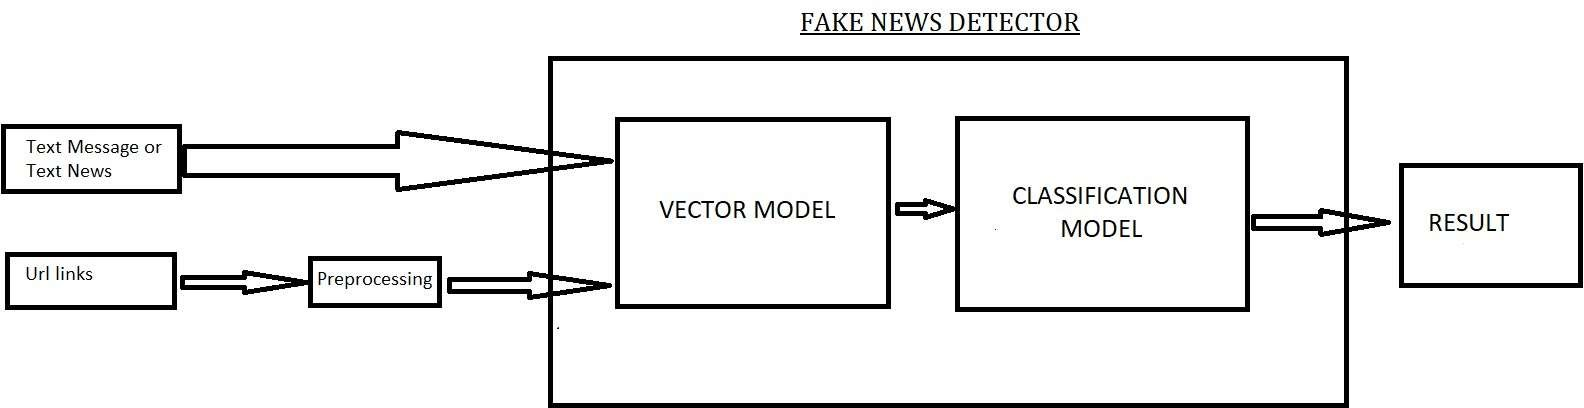 FAKE NEWS DETECTOR
Text Message or
Text News
Url links
Preprocessing
VECTOR MODEL
CLASSIFICATION
MODEL
RESULT